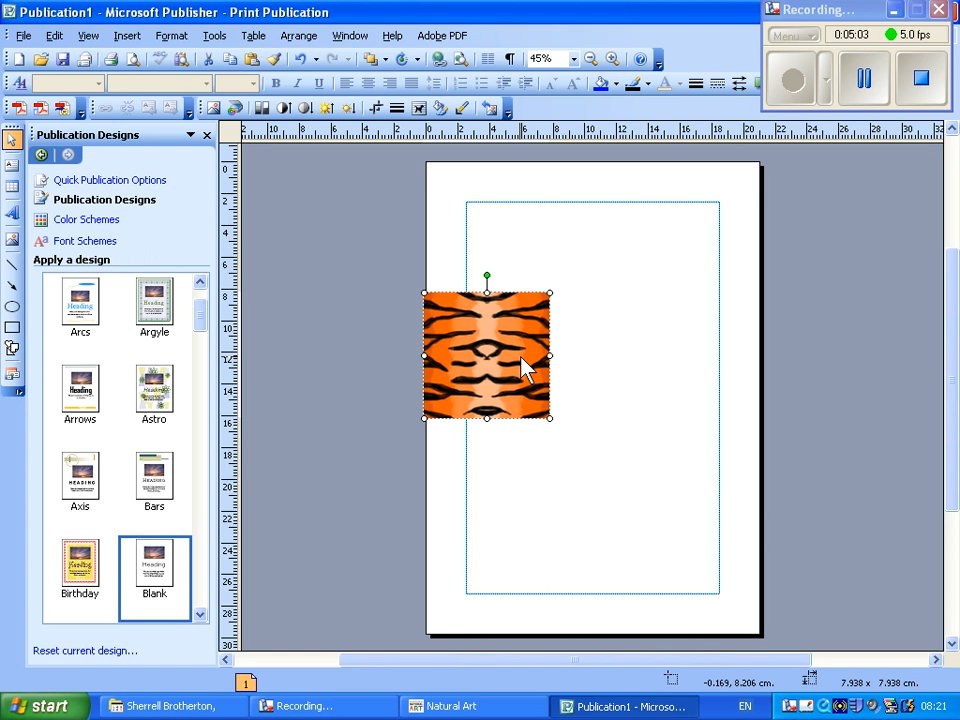 Publication1 - Microsoft Publisher - Print Publication
Recording...
File Edit View Insert Format Tools Table Arrange Window Help Adobe PDF
Menu 0:05:03 5.0 fps
45%
Publication Designs
Quick Publication Options
Publication Designs
Color Schemes
Font Schemes
Apply a design
Arcs Argyle
Arrows Astro
Axis Bars
Birthday Blank
Reset current design...
1
-0.169, 8.206 cm. 7.938 x 7.938 cm.
start Sherrell Brotherton, Recording... Natural Art Publication1 - Microso... EN 08:21